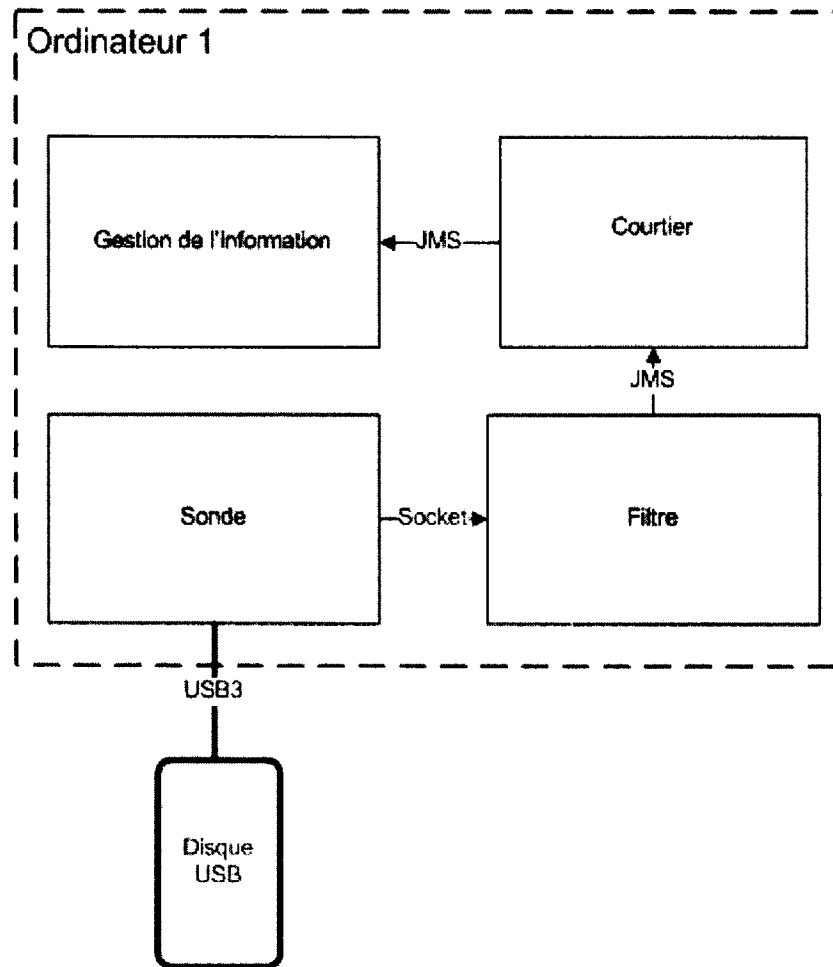 Ordinateur 1
Gestion de l'information
JMS
Courtier
JMS
Sonde
Socket
Filtre
USB3
Disque
USB